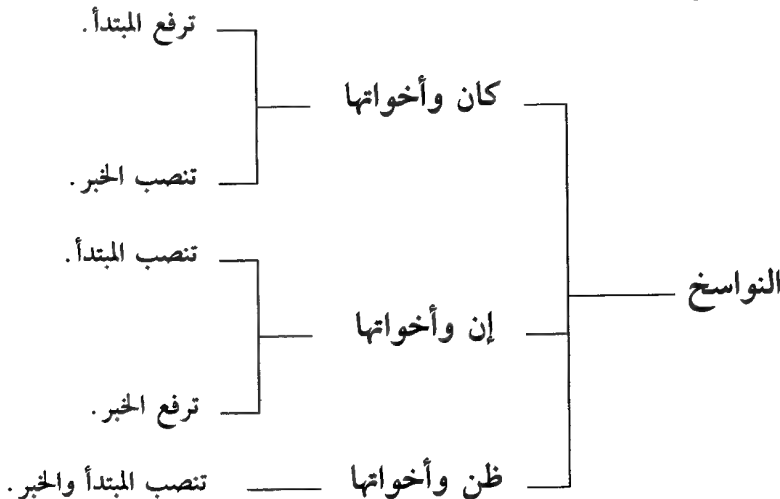 النواسخ
كان وأخواتها
ترفع المبتدأ.
تنصب الخبر.
إن وأخواتها
تنصب المبتدأ.
ترفع الخبر.
ظن وأخواتها
تنصب المبتدأ والخبر.